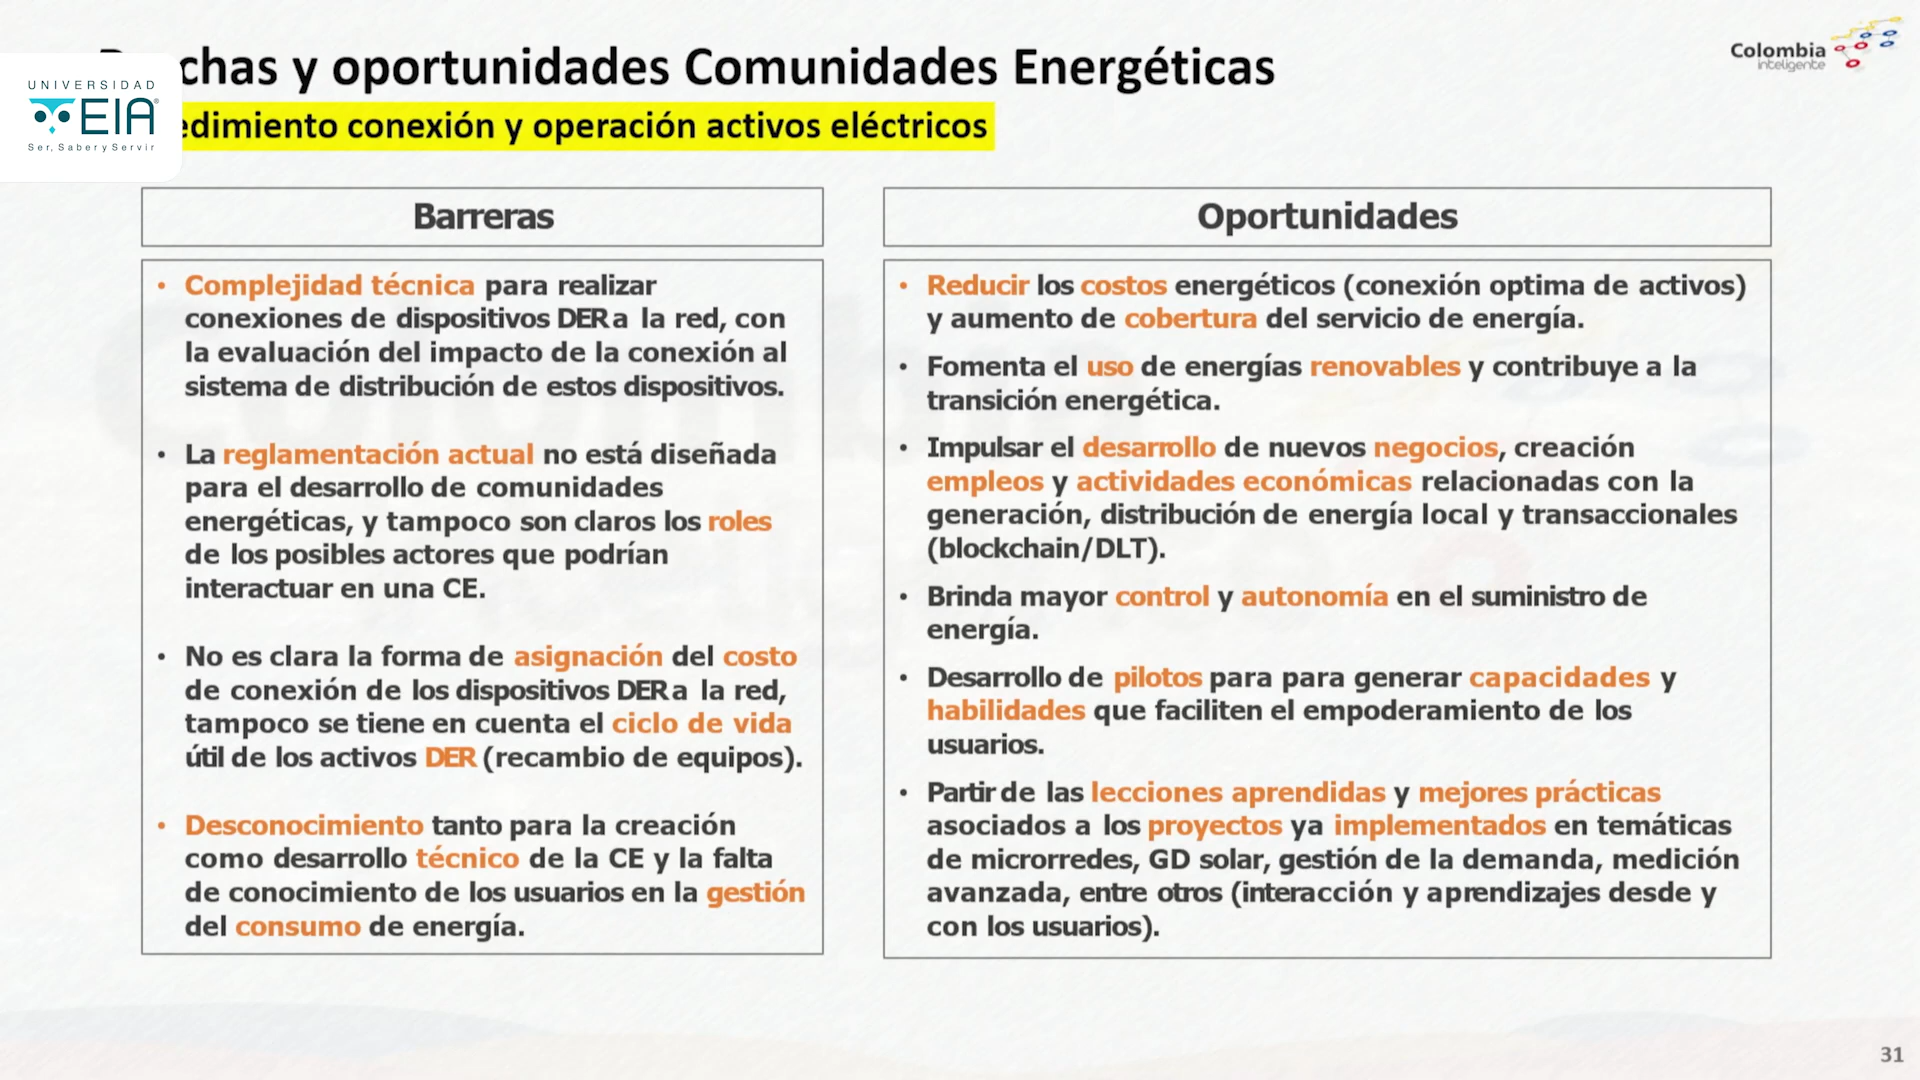 chas y oportunidades Comunidades Energéticas
Colombia
inteligente
UNIVERSIDAD
EIA
Ser, Saber y Servir
edimiento conexión y operación activos eléctricos
Barreras
• Complejidad técnica para realizar
conexiones de dispositivos DER a la red, con
la evaluación del impacto de la conexión al
sistema de distribución de estos dispositivos.
• La reglamentación actual no está diseñada
para el desarrollo de comunidades
energéticas, y tampoco son claros los roles
de los posibles actores que podrían
interactuar en una CE.
• No es clara la forma de asignación del costo
de conexión de los dispositivos DER a la red,
tampoco se tiene en cuenta el ciclo de vida
útil de los activos DER (recambio de equipos).
• Desconocimiento tanto para la creación
como desarrollo técnico de la CE y la falta
de conocimiento de los usuarios en la gestión
del consumo de energía.
Oportunidades
• Reducir los costos energéticos (conexión optima de activos)
y aumento de cobertura del servicio de energía.
• Fomenta el uso de energías renovables y contribuye a la
transición energética.
• Impulsar el desarrollo de nuevos negocios, creación
empleos y actividades económicas relacionadas con la
generación, distribución de energía local y transaccionales
(blockchain/DLT).
• Brinda mayor control y autonomía en el suministro de
energía.
• Desarrollo de pilotos para para generar capacidades y
habilidades que faciliten el empoderamiento de los
usuarios.
• Partir de las lecciones aprendidas y mejores prácticas
asociados a los proyectos ya implementados en temáticas
de microrredes, GD solar, gestión de la demanda, medición
avanzada, entre otros (interacción y aprendizajes desde y
con los usuarios).
31